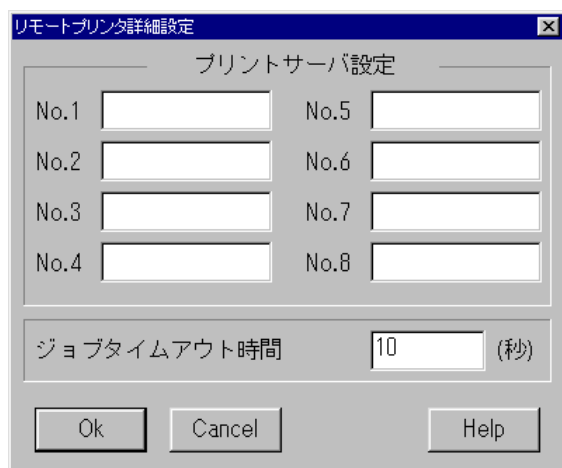 リモートプリンタ詳細設定
プリントサーバ設定
No.1 No.5
No.2 No.6
No.3 No.7
No.4 No.8
ジョブタイムアウト時間 10 (秒)
Ok Cancel Help